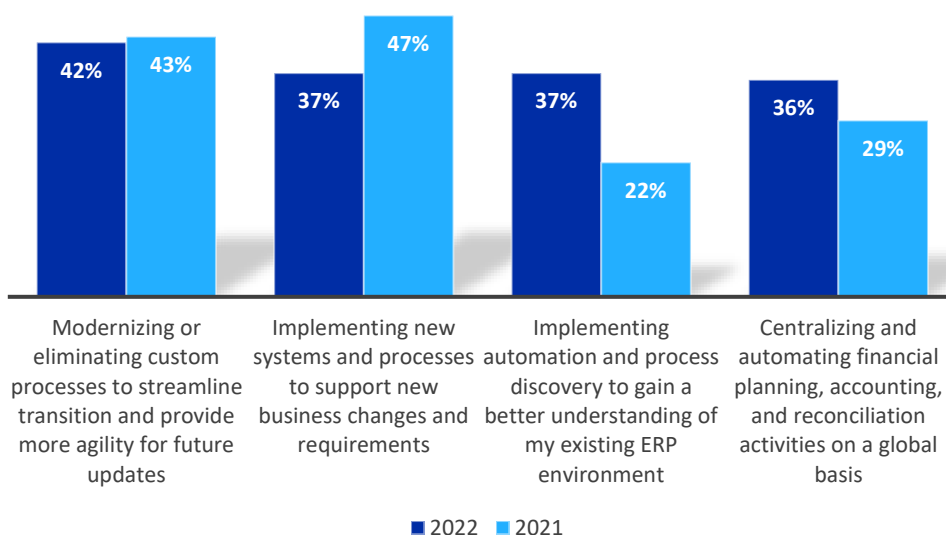 42%
43%
37%
47%
37%
22%
36%
29%
Modernizing or
eliminating custom
processes to streamline
transition and provide
more agility for future
updates
Implementing new
systems and processes
to support new
business changes and
requirements
Implementing
automation and process
discovery to gain a
better understanding of
my existing ERP
environment
Centralizing and
automating financial
planning, accounting,
and reconciliation
activities on a global
basis
2022
2021